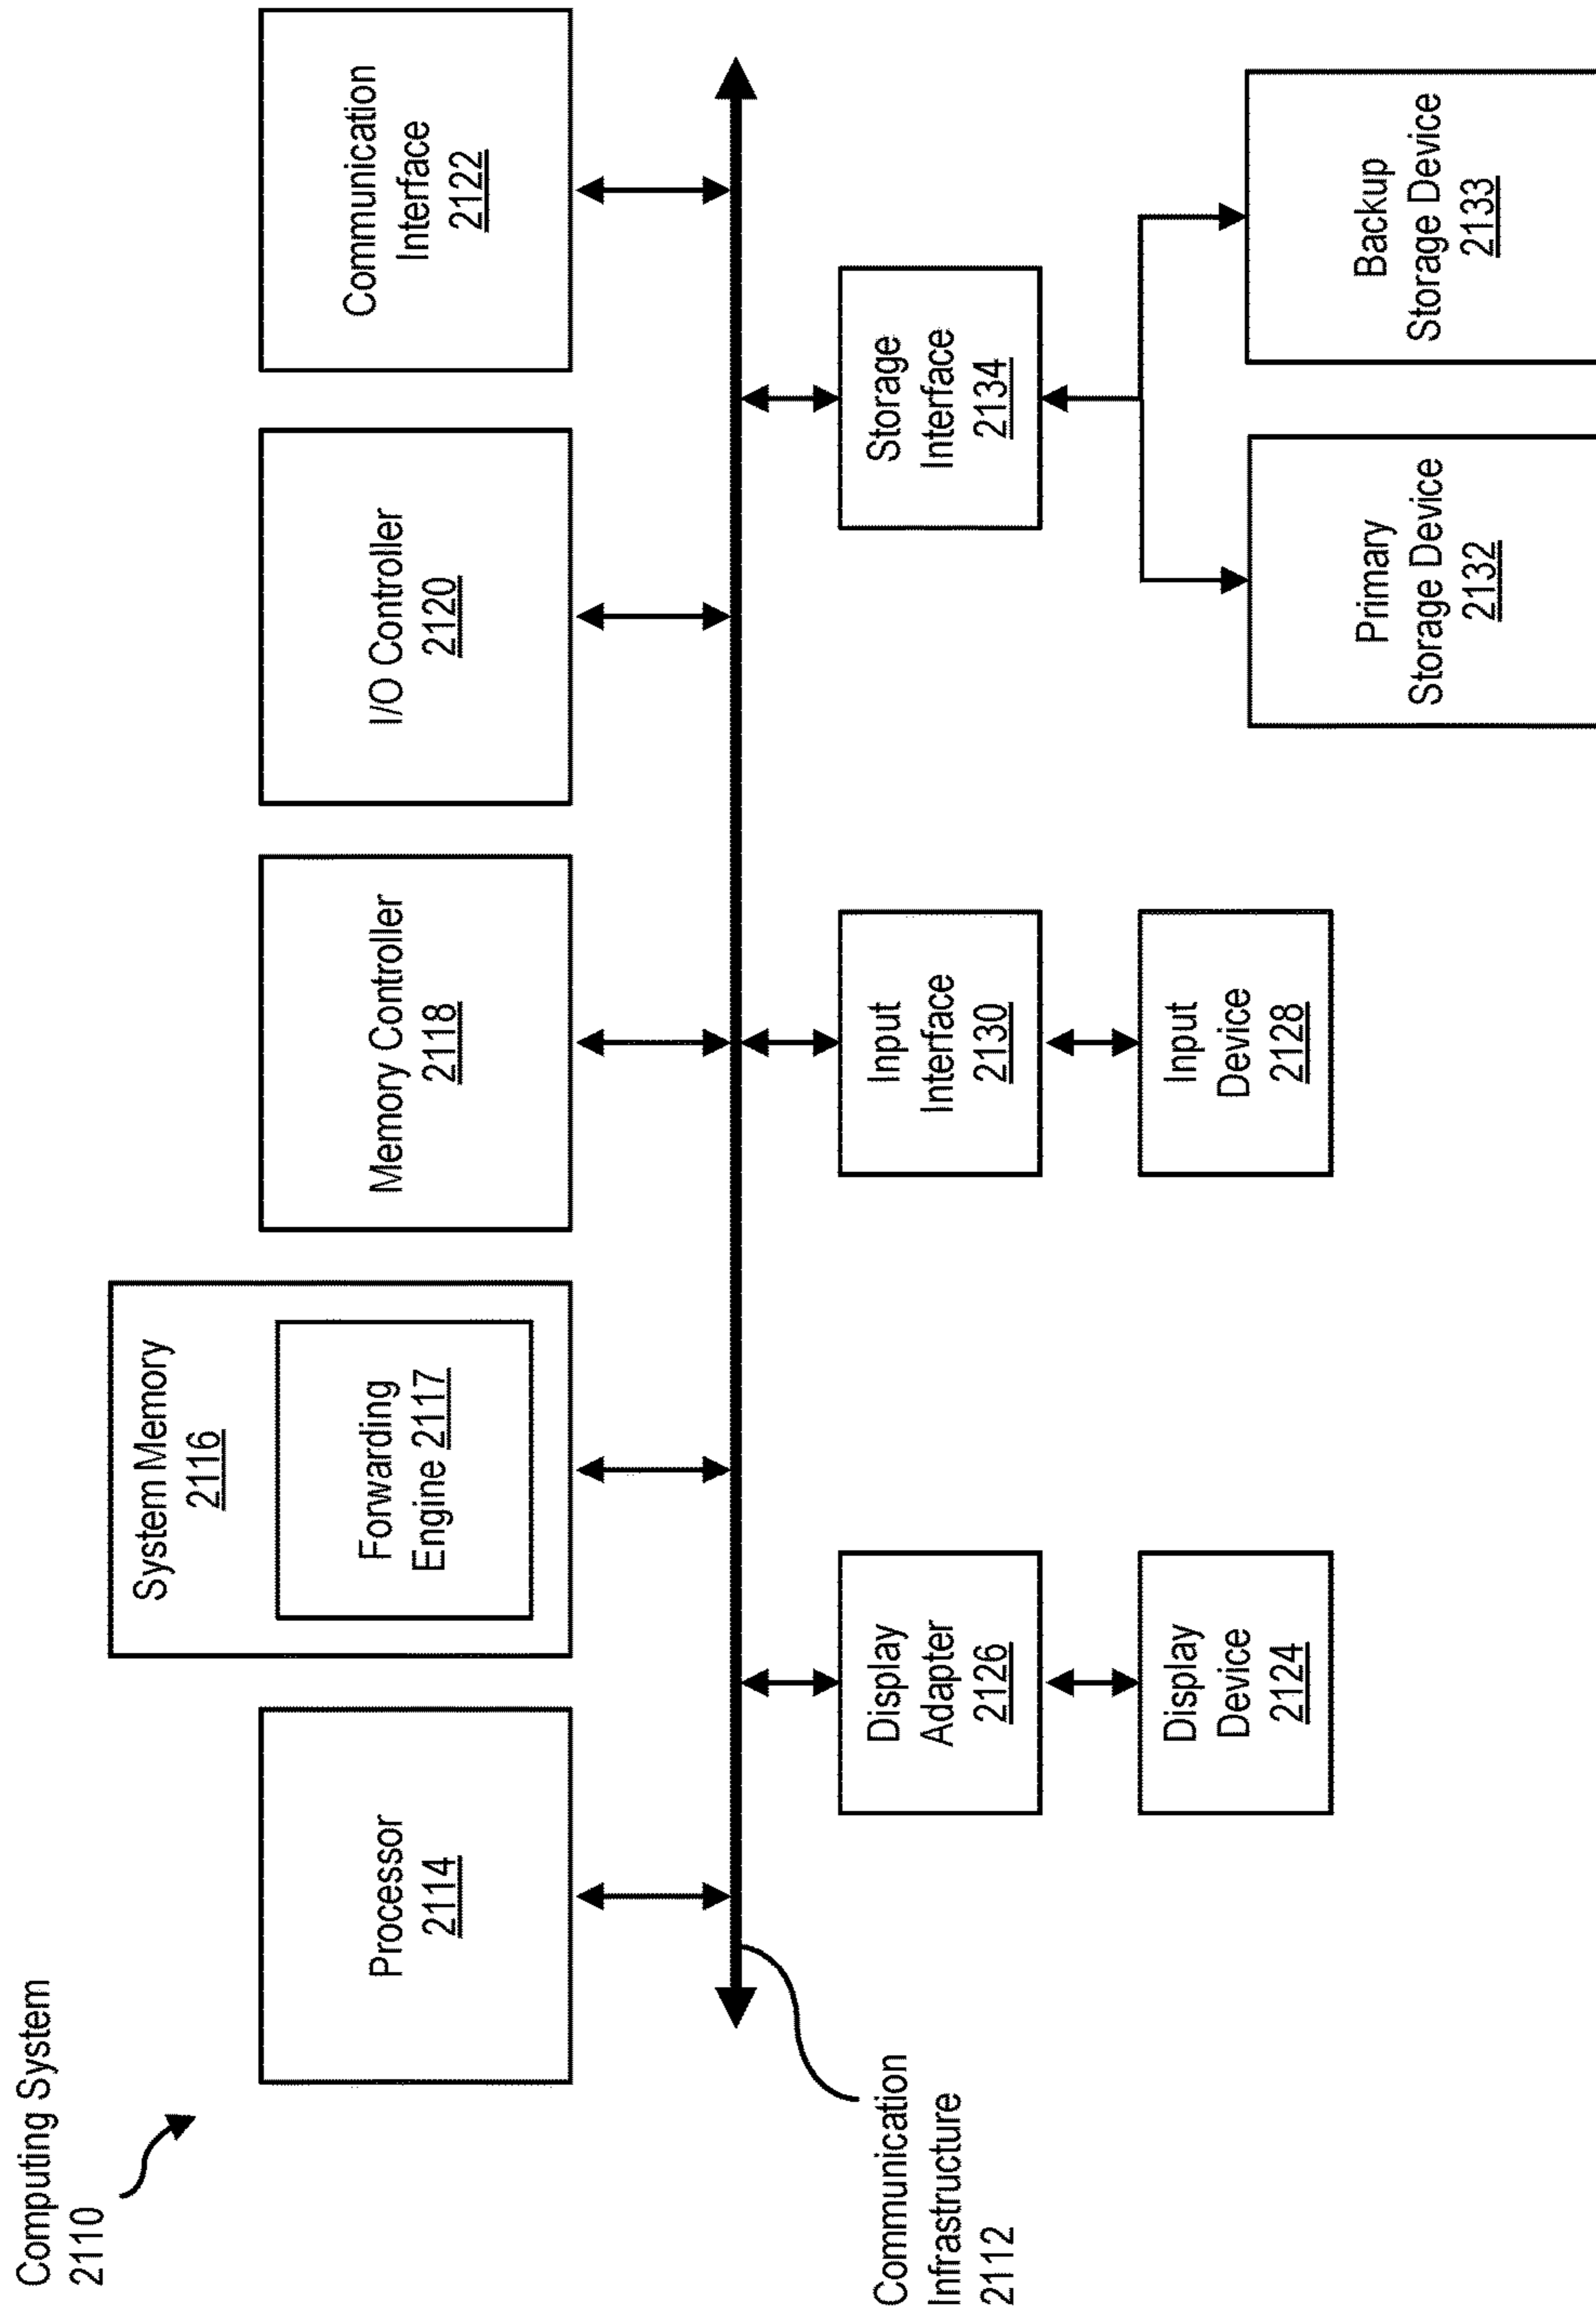 Computing System
2110
Processor
2114
System Memory
2116
Forwarding
Engine 2117
Memory Controller
2118
I/O Controller
2120
Communication
Interface
2122
Communication
Infrastructure
2112
Display
Adapter
2126
Input
Interface
2130
Storage
Interface
2134
Display
Device
2124
Input
Device
2128
Primary
Storage Device
2132
Backup
Storage Device
2133